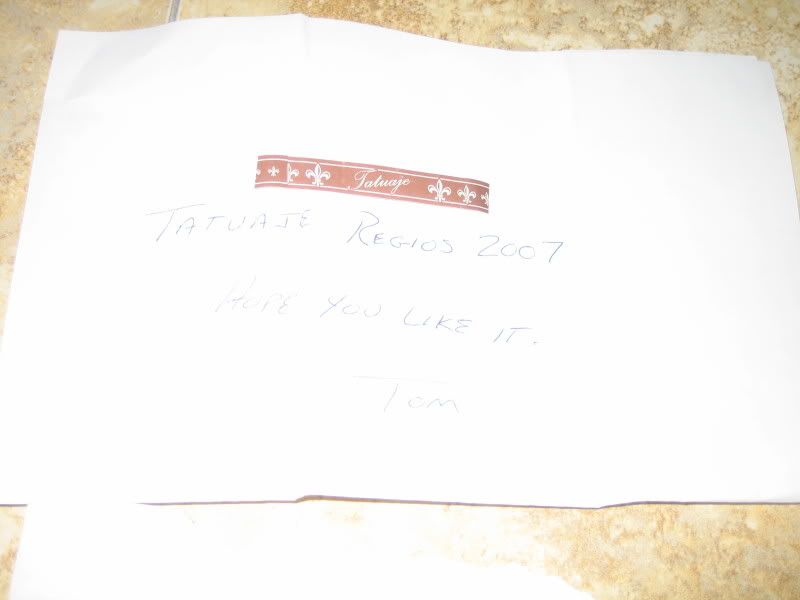 Tatuaje
TATUAJE REGIOS 2007
HOPE YOU LIKE IT.
TOM